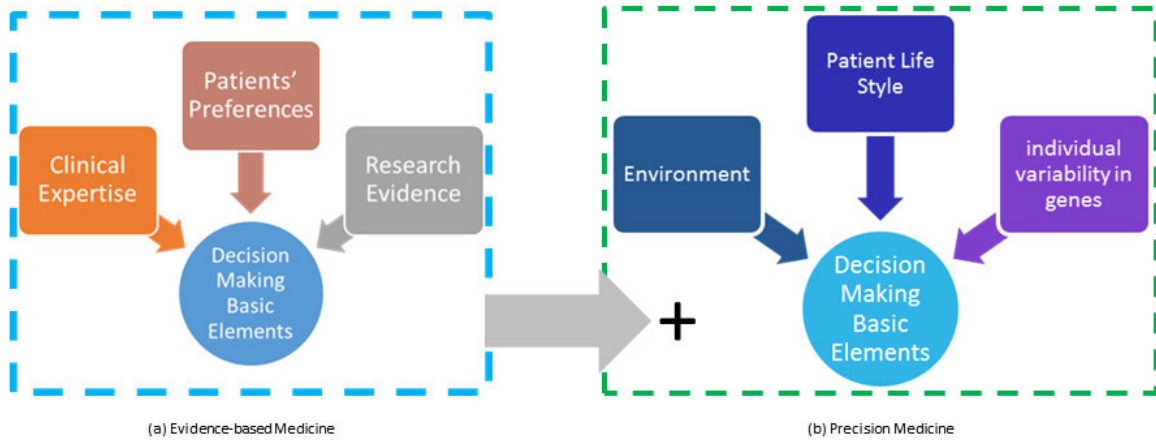 Patients’
Preferences
Clinical
Expertise
Research
Evidence
Decision
Making
Basic
Elements
(a) Evidence-based Medicine
+
Patient Life
Style
Environment
individual
variability in
genes
Decision
Making
Basic
Elements
(b) Precision Medicine